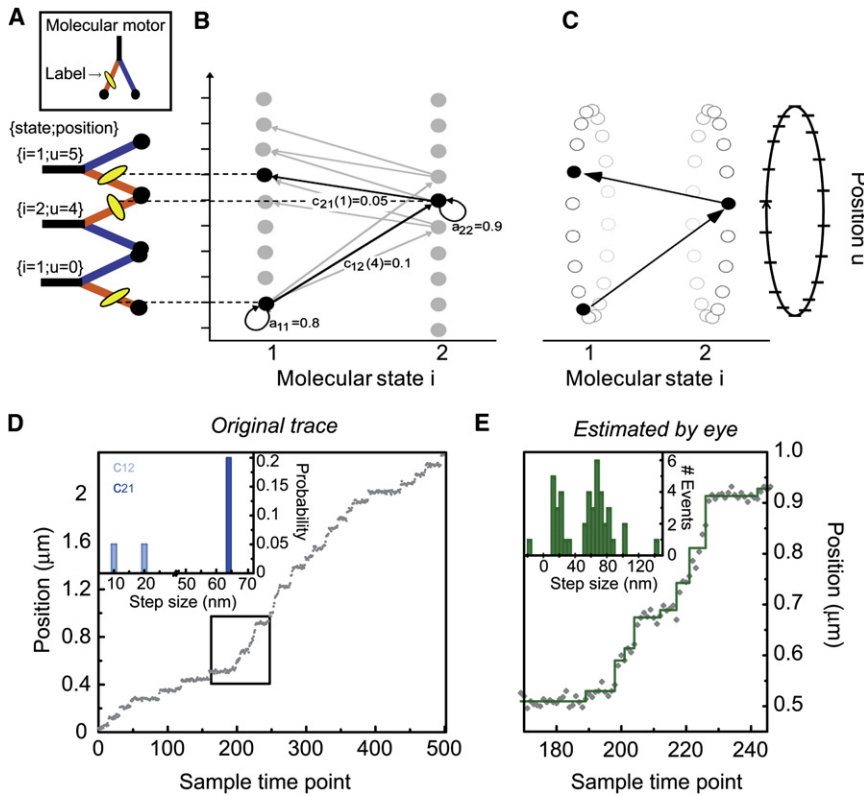 A
Molecular motor
Label→
{state;position}
{i=1;u=5}
{i=2;u=4}
{i=1;u=0}
B
c21(1)=0.05
a22=0.9
c12(4)=0.1
a11=0.8
1
2
Molecular state i
C
Position u
1
2
Molecular state i
D
Original trace
C12
C21
0.2
0.15
0.10
0.05
0
Probability
10
20
50
60
70
Step size (nm)
2
1.6
1.2
0.8
0.4
0
Position (µm)
0
100
200
300
400
500
Sample time point
E
Estimated by eye
6
4
2
0
# Events
0
40
80
120
Step size (nm)
1.0
0.9
0.8
0.7
0.6
0.5
Position (µm)
170
200
220
240
Sample time point